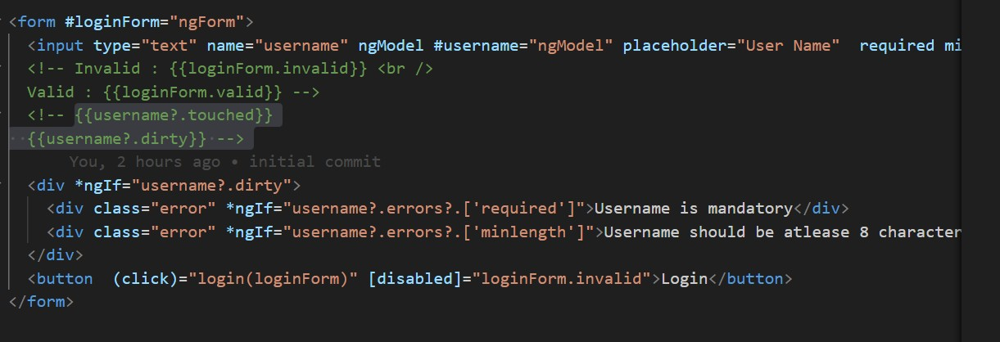 <form #loginForm="ngForm">
<input type="text" name="username" ngModel #username="ngModel" placeholder="User Name"  required mi
<!-- Invalid : {{loginForm.invalid}} <br />
Valid : {{loginForm.valid}} -->
<!-- {{username?.touched}}
{{username?.dirty}} -->
You, 2 hours ago • initial commit
<div *ngIf="username?.dirty">
<div class="error" *ngIf="username?.errors?.['required']">Username is mandatory</div>
<div class="error" *ngIf="username?.errors?.['minlength']">Username should be atlease 8 character
</div>
<button  (click)="login(loginForm)" [disabled]="loginForm.invalid">Login</button>
</form>